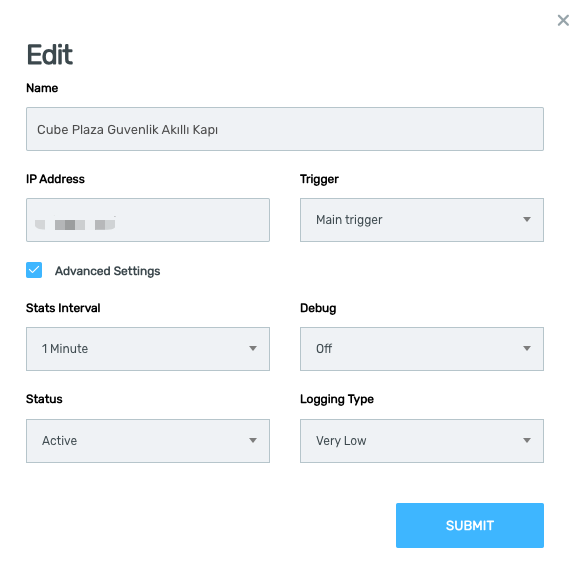 Edit
Name
Cube Plaza Guvenlik Akıllı Kapı
IP Address
Trigger
Main trigger
Advanced Settings
Stats Interval
Debug
1 Minute
Off
Status
Logging Type
Active
Very Low
SUBMIT